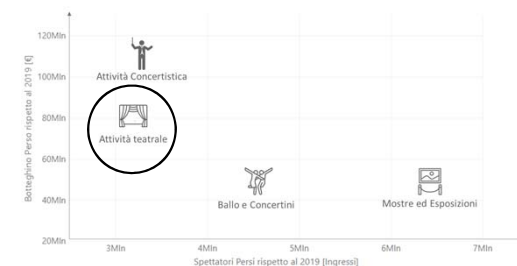 Botteghino Perso rispetto al 2019 [€]
120Mln
100Mln
80Mln
60Mln
40Mln
20Mln
Attività Concertistica
Attività teatrale
Ballo e Concertini
Mostre ed Esposizioni
3Mln
4Mln
5Mln
6Mln
7Mln
Spettatori Persi rispetto al 2019 [Ingressi]